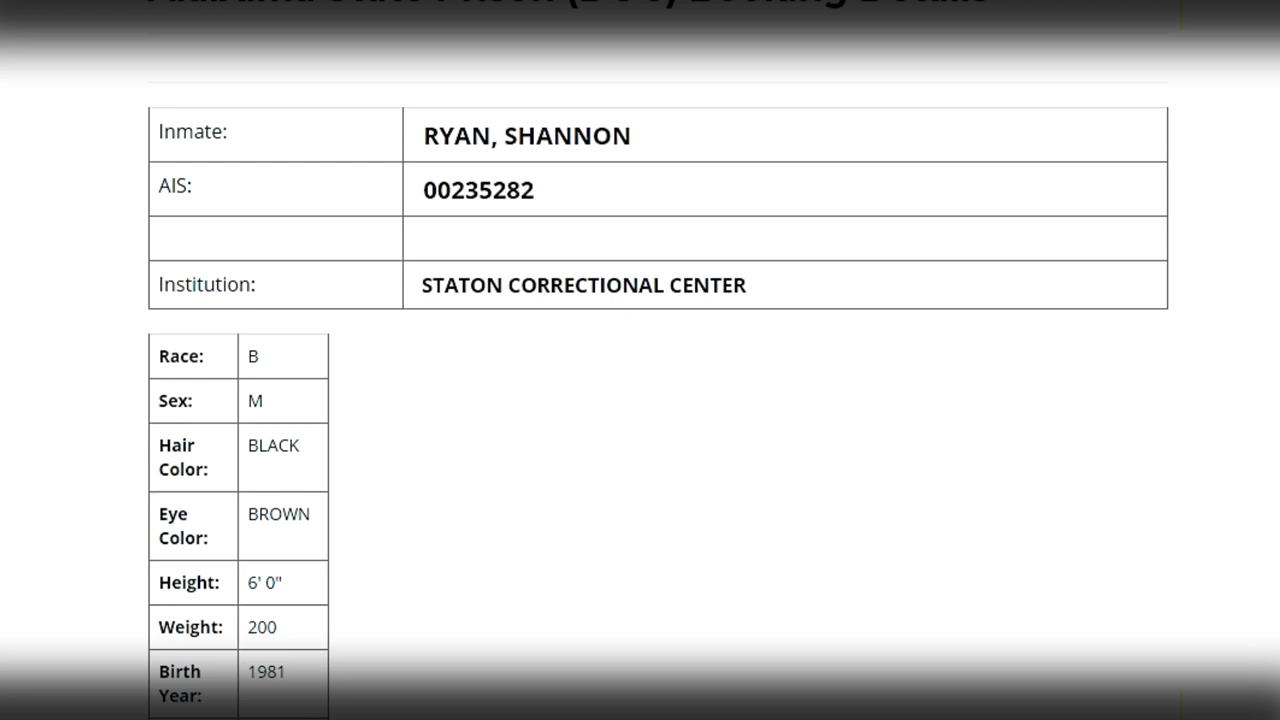 Inmate: RYAN, SHANNON
AIS: 00235282
Institution: STATON CORRECTIONAL CENTER
Race: B
Sex: M
Hair BLACK
Color:
Eye BROWN
Color:
Height: 6' 0"
Weight: 200
Birth 1981
Year: